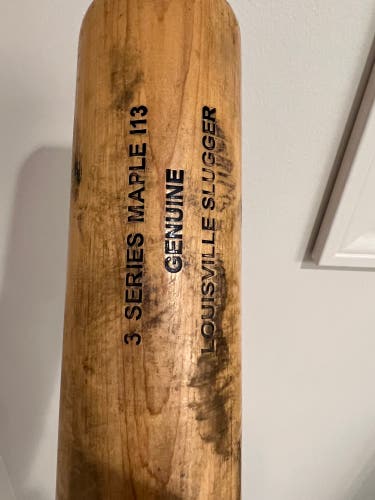 3 SERIES MAPLE I13
GENUINE
LOUISVILLE SLUGGER